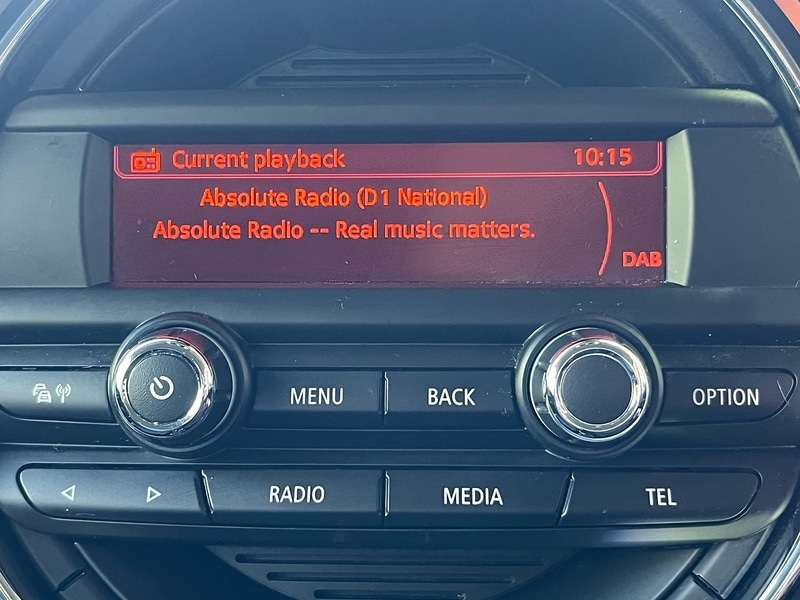 Current playback 10:15
Absolute Radio (D1 National)
Absolute Radio -- Real music matters.
DAB
MENU BACK OPTION
RADIO MEDIA TEL